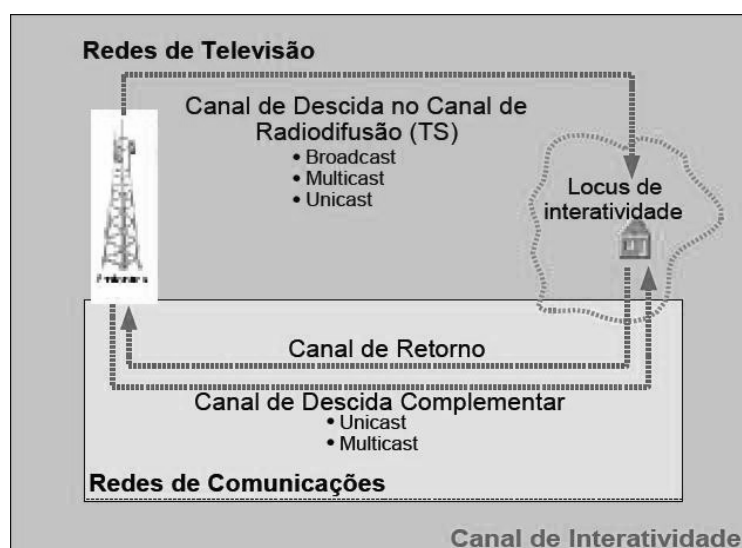 Redes de Televisão
Canal de Descida no Canal de
Radiodifusão (TS)
• Broadcast
• Multicast
• Unicast
Locus de
interatividade
Canal de Retorno
Canal de Descida Complementar
• Unicast
• Multicast
Redes de Comunicações
Canal de Interatividade